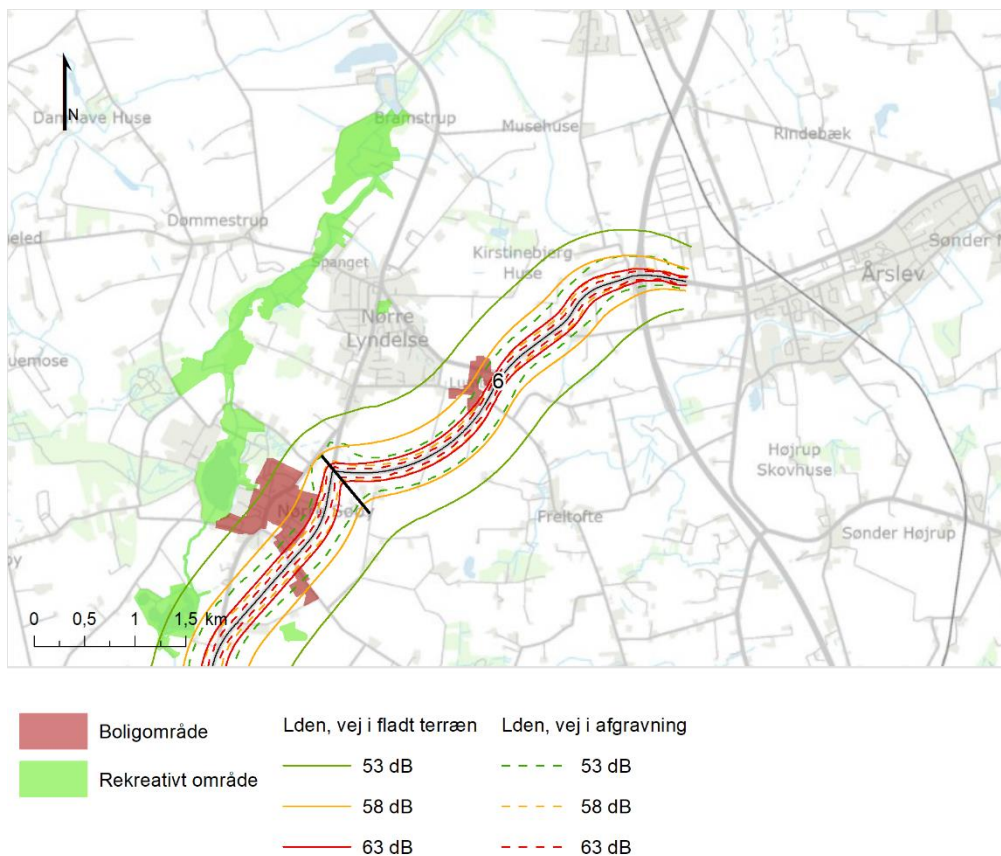 N
Bramstrup
Musehuse
Rindebæk
Dømmestrup
Sønder
Spanget
Kirstinebjerg
Huse
Årslev
Nørre
Lyndelse
6
Højrup
Skovhuse
Freltofte
Sønder Højrup
0 0,5 1 1,5 km
Boligområde
Rekreativt område
Lden, vej i fladt terræn
53 dB
58 dB
63 dB
Lden, vej i afgravning
53 dB
58 dB
63 dB